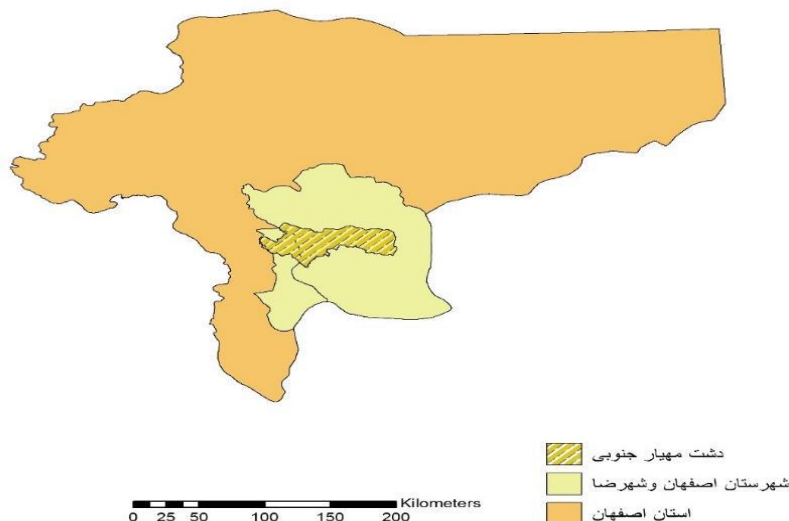 دشت مهیار جنوبی
شهرستان اصفهان وشهرضا
استان اصفهان
Kilometers
0 25 50 100 150 200